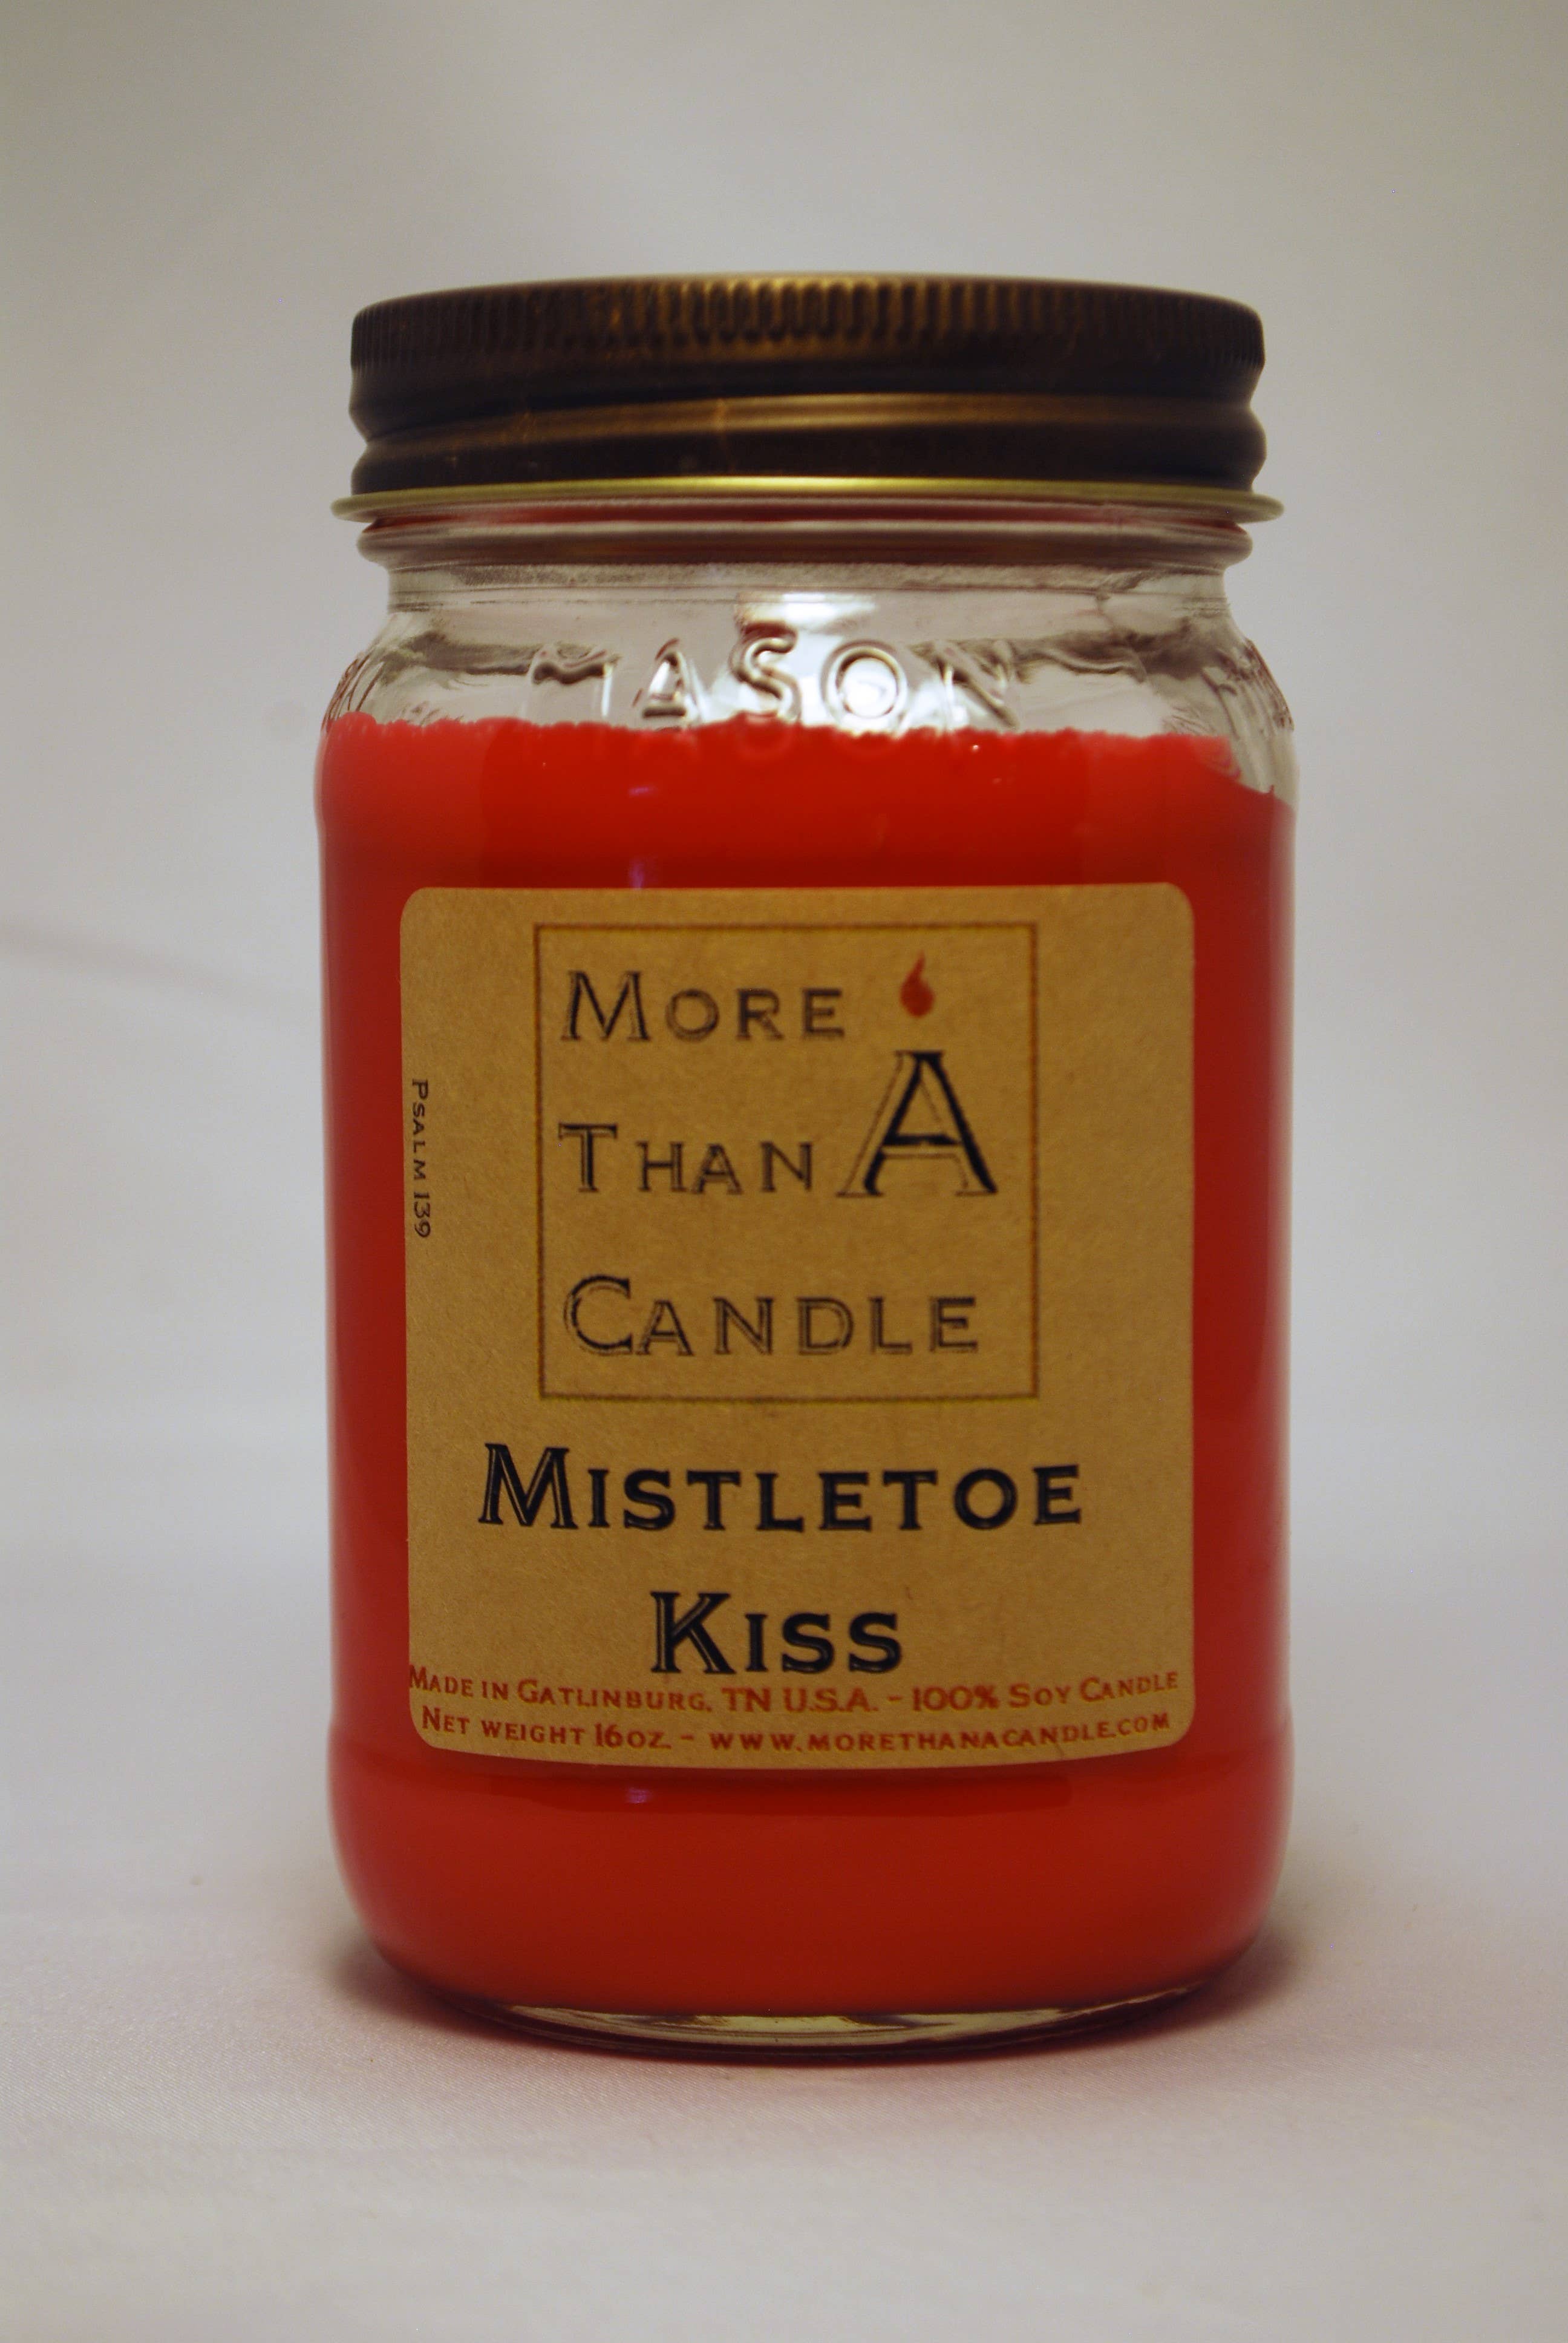 MASON
MORE
THAN A
CANDLE
PSALM 139
MISTLETOE
KISS
MADE IN GATLINBURG, TN U.S.A. - 100% SOY CANDLE
NET WEIGHT 16OZ. - WWW.MORETHANACANDLE.COM